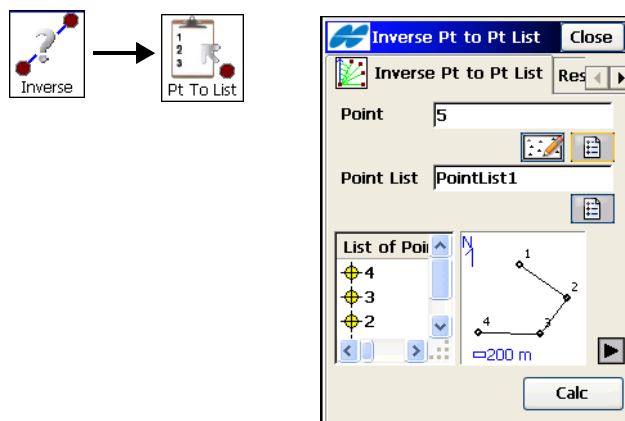 Inverse
1
2
3
Pt To List
Inverse Pt to Pt List
Close
Inverse Pt to Pt List
Res
Point
5
Point List
PointList1
List of Poi
4
3
2
N
1
2
3
4
200 m
Calc